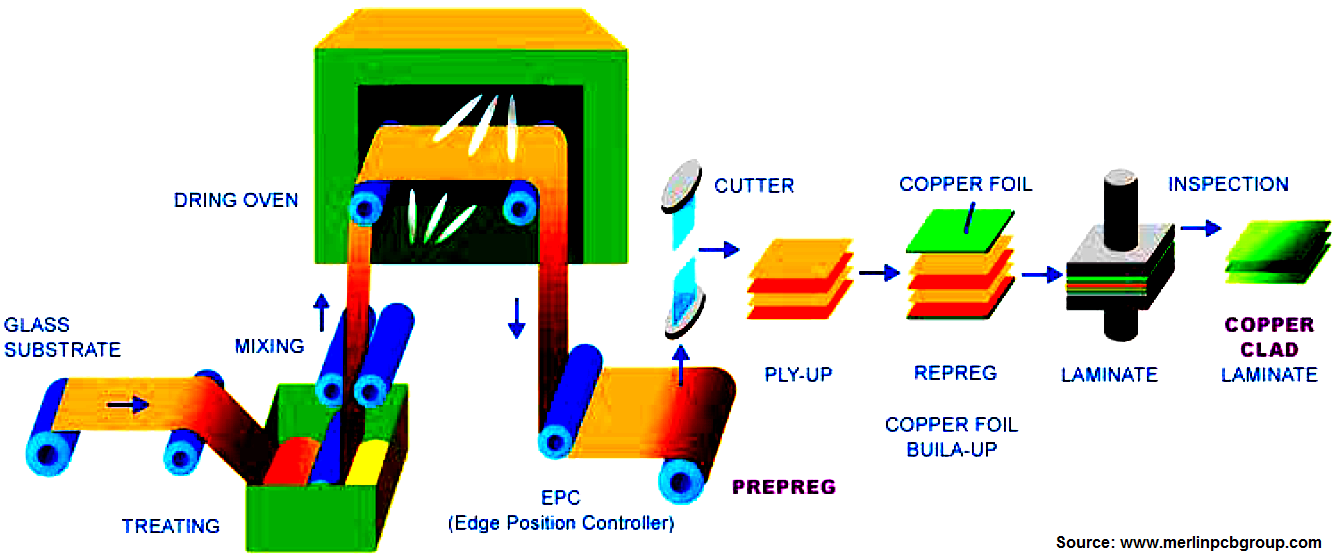 DRING OVEN
CUTTER
COPPER FOIL
INSPECTION
GLASS
SUBSTRATE
MIXING
PLY-UP
REPREG
LAMINATE
COPPER
CLAD
LAMINATE
COPPER FOIL
BUILA-UP
TREATING
EPC
(Edge Position Controller)
PREPREG
Source: www.merlinpcbgroup.com